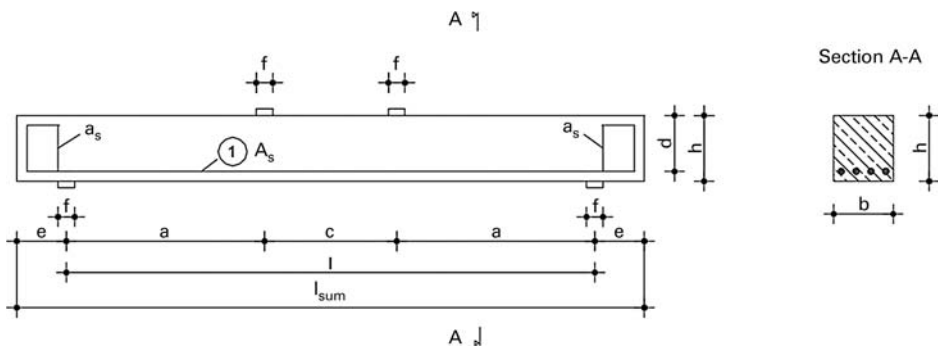 A
f f
Section A-A
a_s a_s
1 A_s
d h h
f f
b
e a c a e
l
l_sum
A